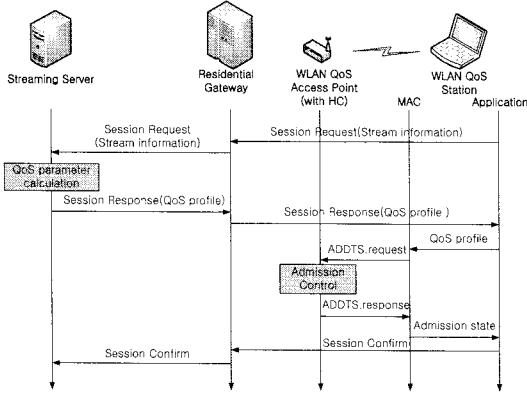 Streaming Server
Residential
Gateway
WLAN QoS
Access Point
(with HC)
MAC
WLAN QoS
Station
Application
Session Request
(Stream information)
Session Request(Stream information)
QoS parameter
calculation
Session Response(QoS profile)
Session Response(QoS profile )
QoS profile
ADDTS.request
Admission
Control
ADDTS.response
Admission state
Session Confirm
Session Confirm